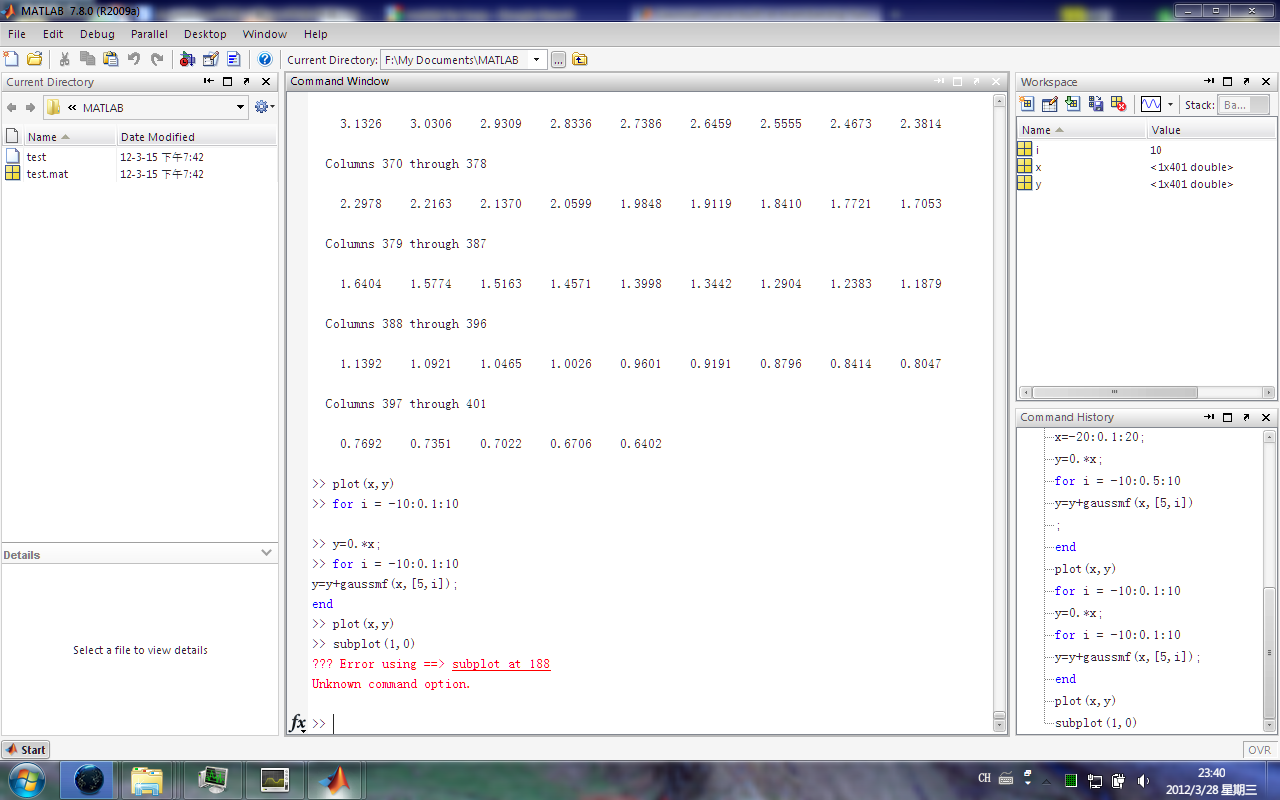 MATLAB 7.8.0 (R2009a)
File Edit Debug Parallel Desktop Window Help
Current Directory: F:\My Documents\MATLAB
Current Directory
« MATLAB
Name Date Modified
test 12-3-15 下午7:42
test.mat 12-3-15 下午7:42
Details
Select a file to view details
Command Window
3.1326 3.0306 2.9309 2.8336 2.7386 2.6459 2.5555 2.4673 2.3814
Columns 370 through 378
2.2978 2.2163 2.1370 2.0599 1.9848 1.9119 1.8410 1.7721 1.7053
Columns 379 through 387
1.6404 1.5774 1.5163 1.4571 1.3998 1.3442 1.2904 1.2383 1.1879
Columns 388 through 396
1.1392 1.0921 1.0465 1.0026 0.9601 0.9191 0.8796 0.8414 0.8047
Columns 397 through 401
0.7692 0.7351 0.7022 0.6706 0.6402
>> plot(x,y)
>> for i = -10:0.1:10
>> y=0.*x;
>> for i = -10:0.1:10
y=y+gaussmf(x,[5,i]);
end
>> plot(x,y)
>> subplot(1,0)
??? Error using ==> subplot at 188
Unknown command option.
fx >>
Workspace
Stack: Ba...
Name Value
i 10
x <1x401 double>
y <1x401 double>
Command History
x=-20:0.1:20;
y=0.*x;
for i = -10:0.5:10
y=y+gaussmf(x,[5,i])
;
end
plot(x,y)
for i = -10:0.1:10
y=0.*x;
for i = -10:0.1:10
y=y+gaussmf(x,[5,i]);
end
plot(x,y)
subplot(1,0)
Start
OVR
CH
23:40
2012/3/28 星期三